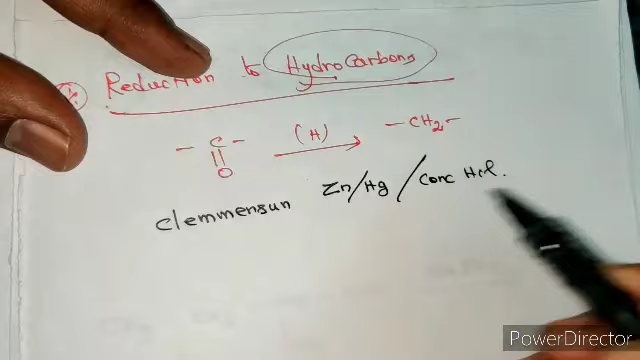 Reduction to HydroCarbons
-C- (H) -CH2-
O
Clemmensun Zn/Hg / Conc Hcl.
PowerDirector